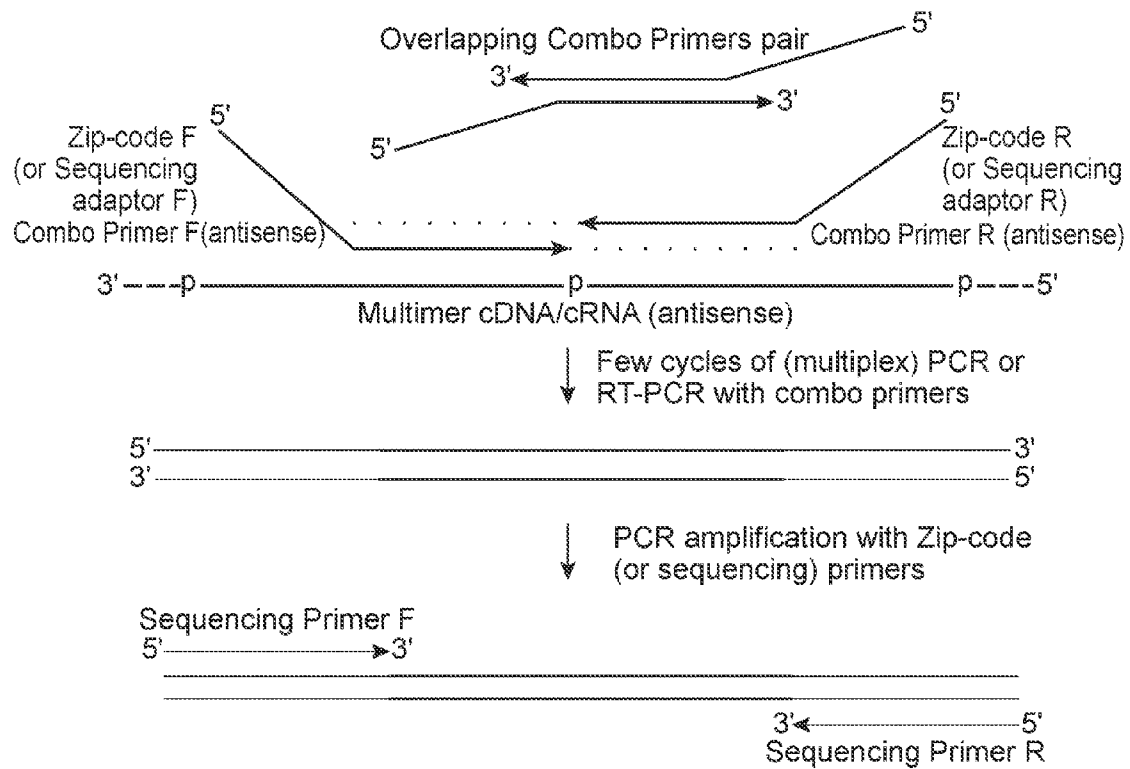 5'
Overlapping Combo Primers pair
3'
3'
5'
5'
5'
Zip-code F
(or Sequencing
adaptor F)
Combo Primer F(antisense)
Zip-code R
(or Sequencing
adaptor R)
Combo Primer R (antisense)
3' p p p 5'
Multimer cDNA/cRNA (antisense)
Few cycles of (multiplex) PCR or
RT-PCR with combo primers
5' 3'
3' 5'
PCR amplification with Zip-code
(or sequencing) primers
Sequencing Primer F
5' 3'
3' 5'
Sequencing Primer R